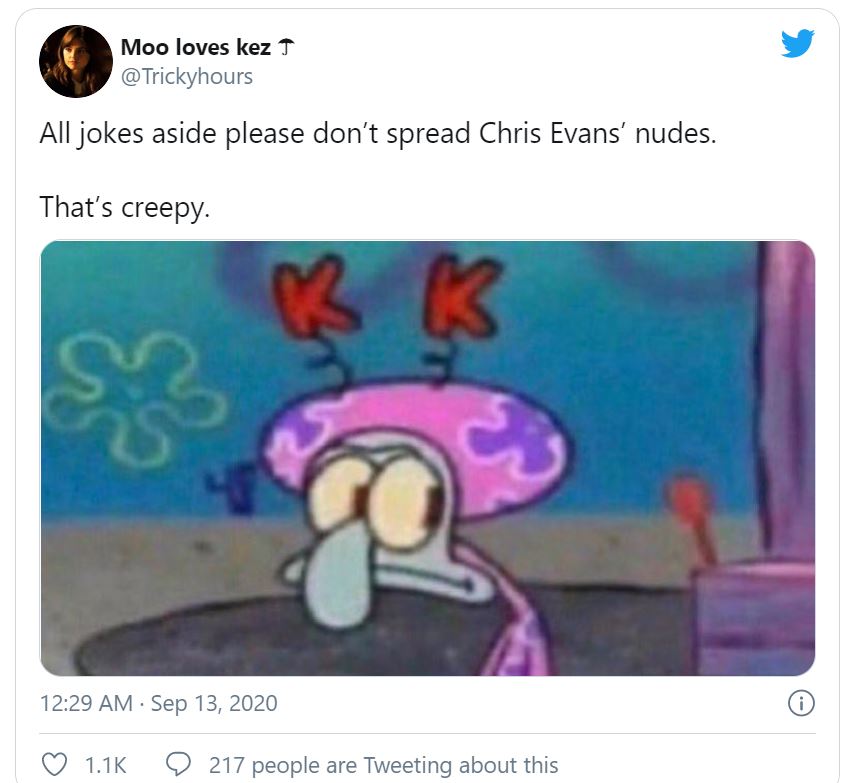 Moo loves kez ☂
@Trickyhours
All jokes aside please don’t spread Chris Evans’ nudes.
That’s creepy.
K K
12:29 AM · Sep 13, 2020
1.1K 217 people are Tweeting about this